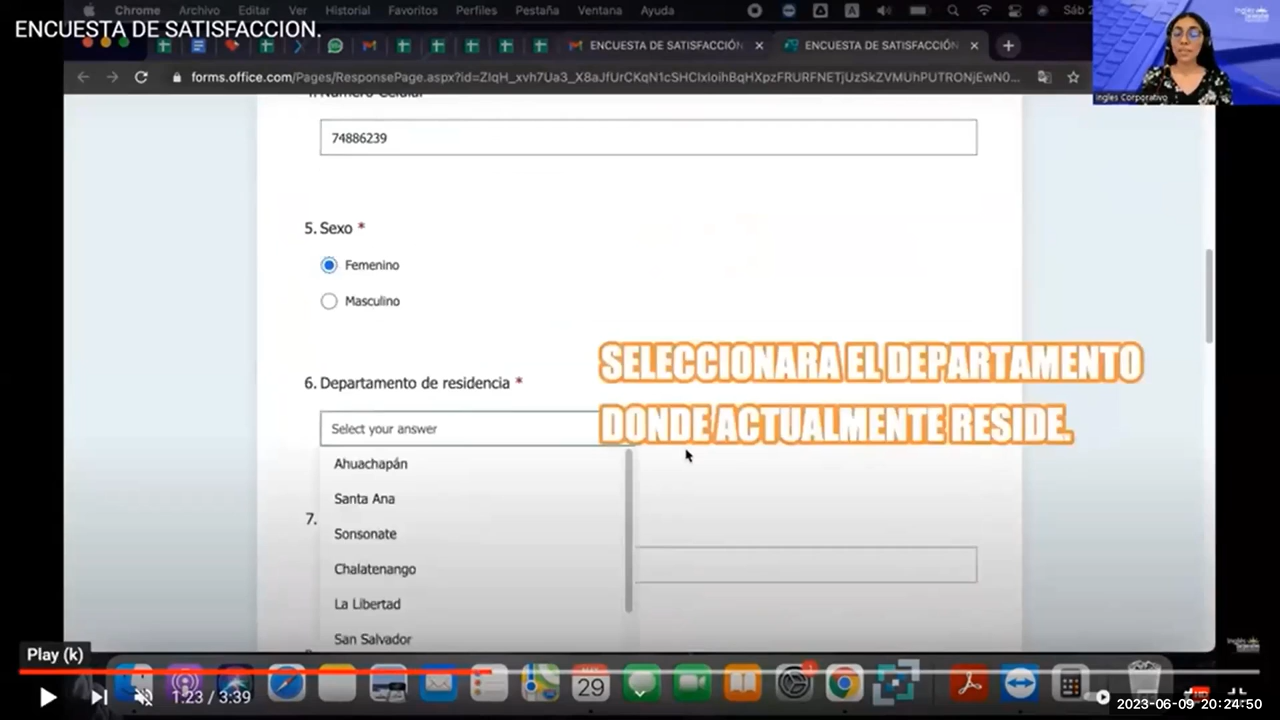 ENCUESTA DE SATISFACCION.
Chrome Archivo Editar Ver Historial Favoritos Perfiles Pestaña Ventana Ayuda
ENCUESTA DE SATISFACCIÓN
ENCUESTA DE SATISFACCIÓN
Ingles Corporativo
74886239
5. Sexo *
Femenino
Masculino
SELECCIONARA EL DEPARTAMENTO
DONDE ACTUALMENTE RESIDE.
6. Departamento de residencia *
Select your answer
Ahuachapán
Santa Ana
7.
Sonsonate
Chalatenango
La Libertad
San Salvador
Play (k)
29
1:23 / 3:39
2023-06-09 20:24:50